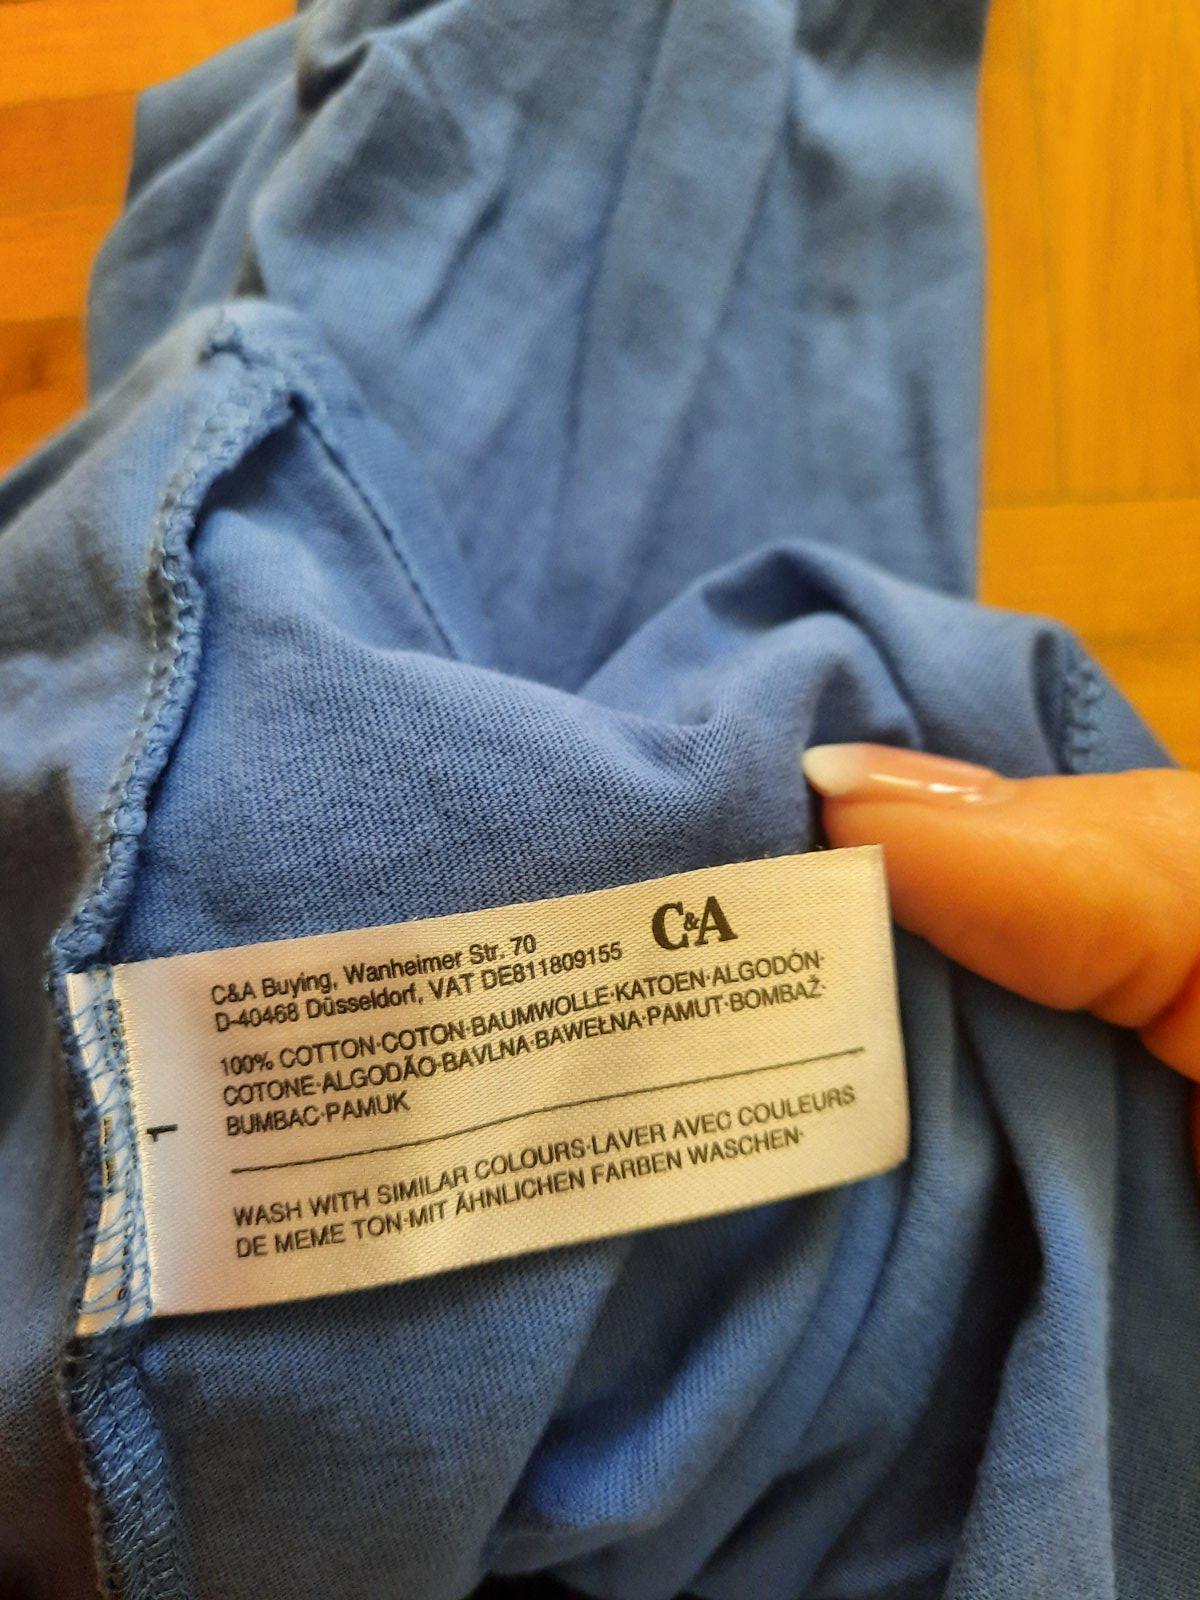 C&A
C&A Buying, Wanheimer Str. 70
D-40468 Düsseldorf, VAT DE811809155
100% COTTON·COTON·BAUMWOLLE·KATOEN·ALGODÓN·
COTONE·ALGODÃO·BAVLNA·BAWEŁNA·PAMUT·BOMBAŽ·
BUMBAC·PAMUK
1
WASH WITH SIMILAR COLOURS·LAVER AVEC COULEURS
DE MEME TON·MIT ÄHNLICHEN FARBEN WASCHEN·